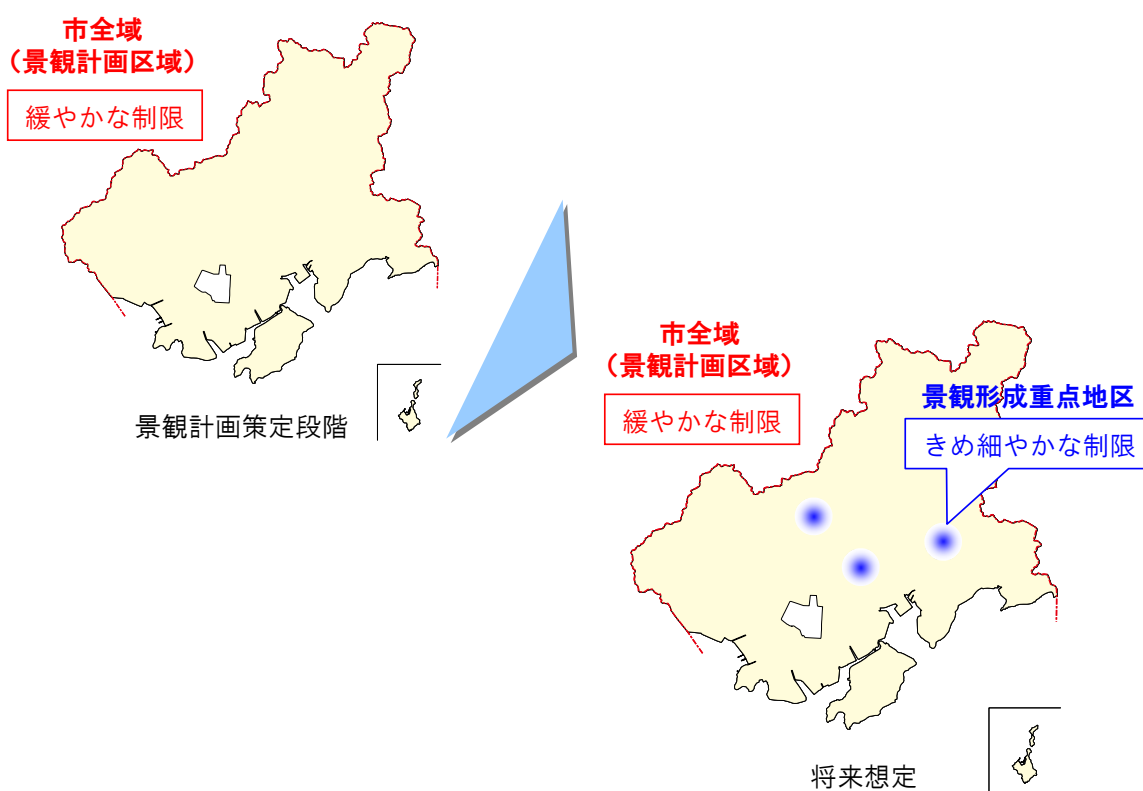 市全域
（景観計画区域）
緩やかな制限
景観計画策定段階
市全域
（景観計画区域）
緩やかな制限
景観形成重点地区
きめ細やかな制限
将来想定